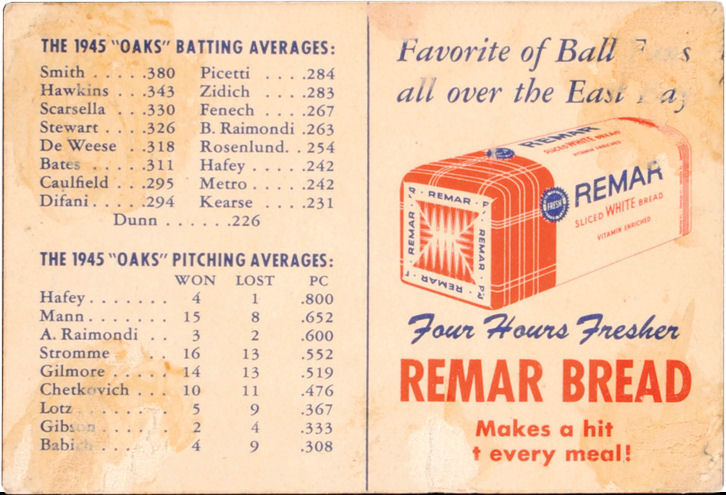 THE 1945 "OAKS" BATTING AVERAGES:
Smith . . . . .380 Picetti . . . .284
Hawkins . . . .343 Zidich . . . .283
Scarsella . . .330 Fenech . . . .267
Stewart . . . .326 B. Raimondi .263
De Weese . .318 Rosenlund. . 254
Bates . . . . .311 Hafey . . . . .242
Caulfield . . .295 Metro . . . . .242
Difani. . . . .294 Kearse . . . .231
Dunn . . . . . .226
THE 1945 "OAKS" PITCHING AVERAGES:
WON LOST PC
Hafey. . . . . . . 4 1 .800
Mann. . . . . . . 15 8 .652
A. Raimondi . . 3 2 .600
Stromme . . . 16 13 .552
Gilmore . . . . 14 13 .519
Chetkovich . . 10 11 .476
Lotz . . . . . . 5 9 .367
Gibson . . . . 2 4 .333
Babich . . . . 4 9 .308
Favorite of Ball
all over the East
REMAR
SLICED WHITE BREAD
VITAMIN ENRICHED
REMAR
REMAR
REMAR
REMAR
FRESH
REMAR
SLICED WHITE BREAD
VITAMIN ENRICHED
Four Hours Fresher
REMAR BREAD
Makes a hit
t every meal!